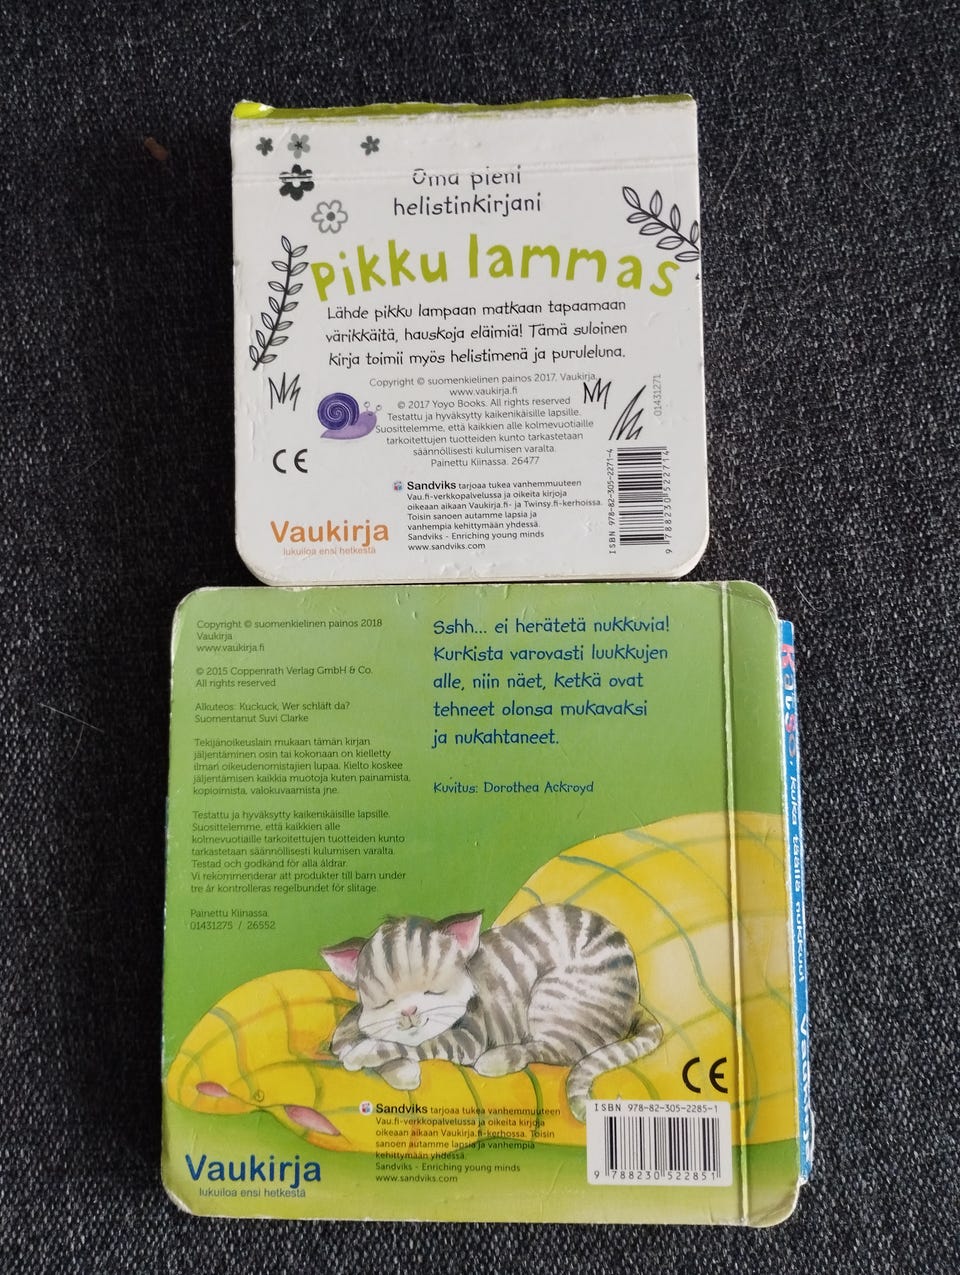 Oma pieni
helistinkirjani
pikku lammas
Lähde pikku lampaan matkaan tapaamaan
värikkäitä, hauskoja eläimiä! Tämä suloinen
kirja toimii myös helistimenä ja puruleluna.
Copyright © suomenkielinen painos 2017. Vaukirja.
www.vaukirja.fi
© 2017 Yoyo Books. All rights reserved
Testattu ja hyväksytty kaikenikäisille lapsille.
Suosittelemme, että kaikkien alle kolmevuotiaille
tarkoitettujen tuotteiden kunto tarkastetaan
säännöllisesti kulumisen varalta.
Painettu Kiinassa. 26477
01431271
CE
Sandviks tarjoaa tukea vanhemmuuteen
Vau.fi-verkkopalvelussa ja oikeita kirjoja
oikeaan aikaan Vaukirja.fi- ja Twinsy.fi-kerhoissa.
Toisin sanoen autamme lapsia ja
vanhempia kehittymään yhdessä.
Sandviks - Enriching young minds
www.sandviks.com
Vaukirja
lukuiloa ensi hetkestä
ISBN 978-82-305-2271-4
9 788230 522714
Copyright © suomenkielinen painos 2018
Vaukirja
www.vaukirja.fi
© 2015 Coppenrath Verlag GmbH & Co.
All rights reserved
Alkuteos: Kuckuck, Wer schläft da?
Suomentanut Suvi Clarke
Tekijänoikeuslain mukaan tämän kirjan
jäljentäminen osin tai kokonaan on kielletty
ilman oikeudenomistajien lupaa. Kielto koskee
jäljentämisen kaikkia muotoja kuten painamista,
kopioimista, valokuvaamista jne.
Testattu ja hyväksytty kaikenikäisille lapsille.
Suosittelemme, että kaikkien alle
kolmevuotiaille tarkoitettujen tuotteiden kunto
tarkastetaan säännöllisesti kulumisen varalta.
Testad och godkänd för alla åldrar.
Vi rekommenderar att produkter till barn under
tre år kontrolleras regelbundet för slitage.
Painettu Kiinassa
01431275 / 26552
Sshh... ei herätetä nukkuvia!
Kurkista varovasti luukkujen
alle, niin näet, ketkä ovat
tehneet olonsa mukavaksi
ja nukahtaneet.
Kuvitus: Dorothea Ackroyd
Katso, kuka täällä nukkuu!
CE
Sandviks tarjoaa tukea vanhemmuuteen
Vau.fi-verkkopalvelussa ja oikeita kirjoja
oikeaan aikaan Vaukirja.fi-kerhossa. Toisin
sanoen autamme lapsia ja vanhempia
kehittymään yhdessä.
Sandviks - Enriching young minds
www.sandviks.com
Vaukirja
lukuiloa ensi hetkestä
ISBN 978-82-305-2285-1
9 788230 522851